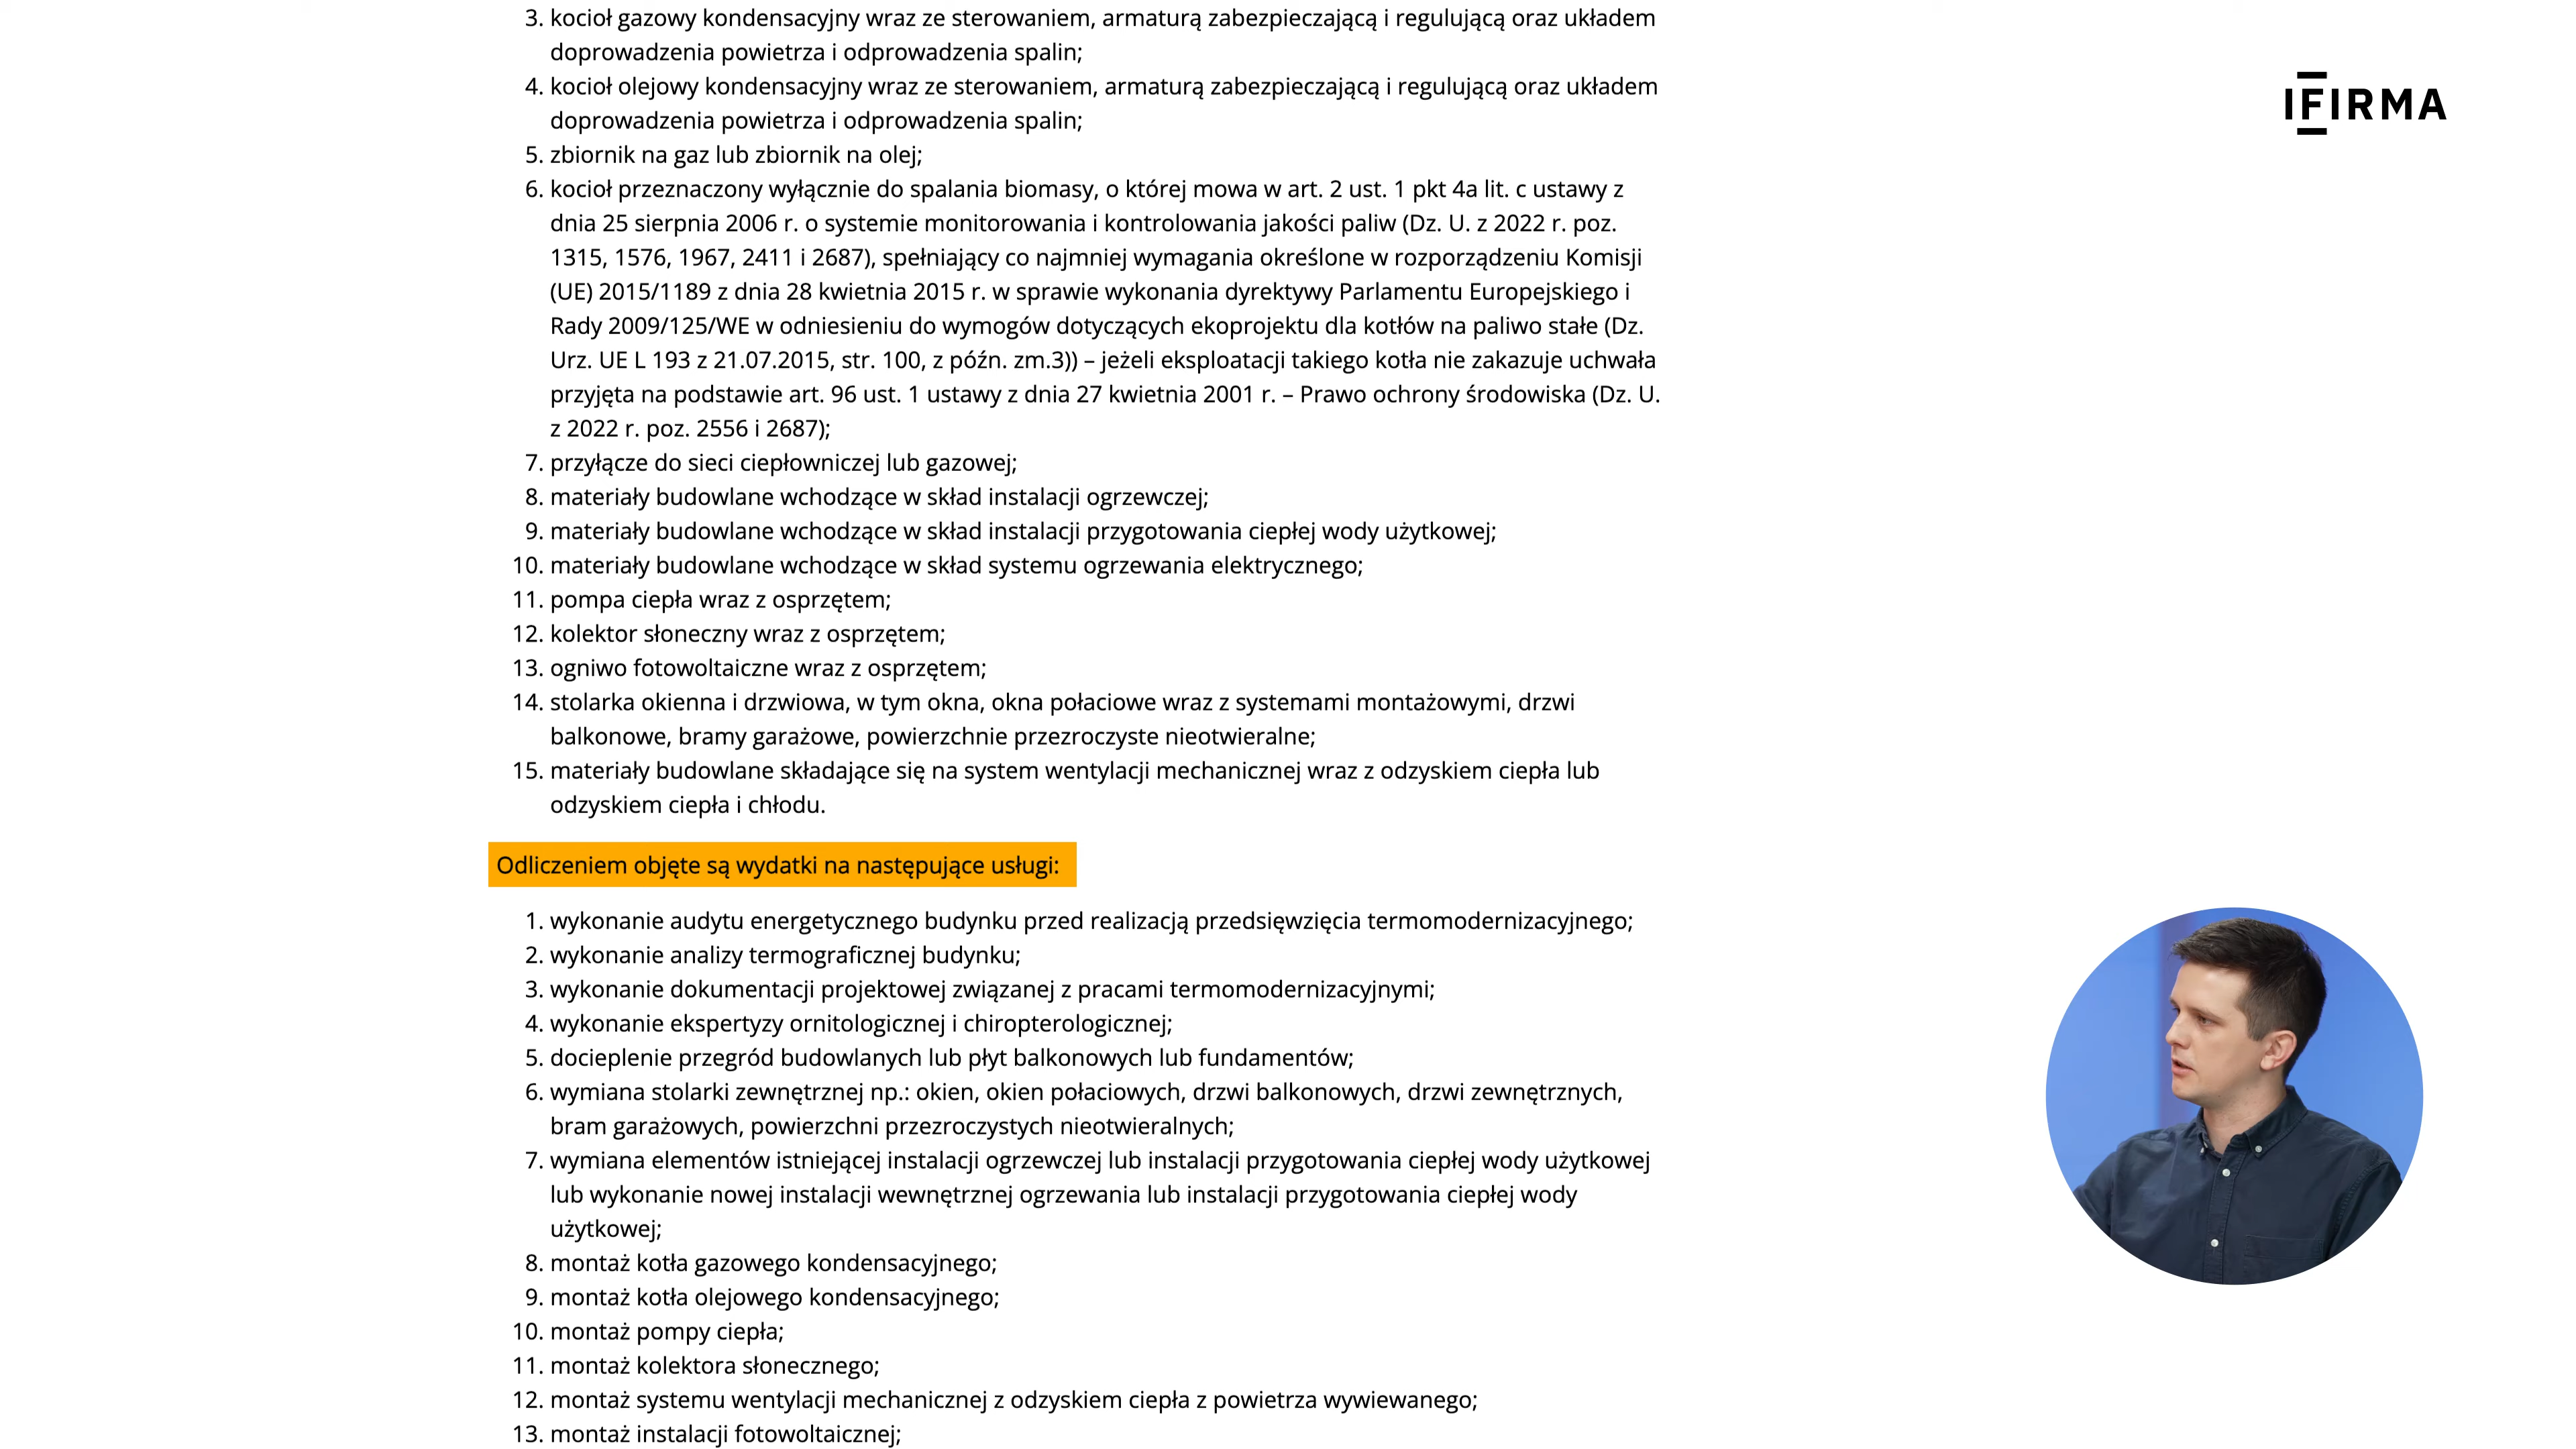 3. kocioł gazowy kondensacyjny wraz ze sterowaniem, armaturą zabezpieczającą i regulującą oraz układem
doprowadzenia powietrza i odprowadzenia spalin;
4. kocioł olejowy kondensacyjny wraz ze sterowaniem, armaturą zabezpieczającą i regulującą oraz układem
doprowadzenia powietrza i odprowadzenia spalin;
5. zbiornik na gaz lub zbiornik na olej;
6. kocioł przeznaczony wyłącznie do spalania biomasy, o której mowa w art. 2 ust. 1 pkt 4a lit. c ustawy z
dnia 25 sierpnia 2006 r. o systemie monitorowania i kontrolowania jakości paliw (Dz. U. z 2022 r. poz.
1315, 1576, 1967, 2411 i 2687), spełniający co najmniej wymagania określone w rozporządzeniu Komisji
(UE) 2015/1189 z dnia 28 kwietnia 2015 r. w sprawie wykonania dyrektywy Parlamentu Europejskiego i
Rady 2009/125/WE w odniesieniu do wymogów dotyczących ekoprojektu dla kotłów na paliwo stałe (Dz.
Urz. UE L 193 z 21.07.2015, str. 100, z późn. zm.3)) – jeżeli eksploatacji takiego kotła nie zakazuje uchwała
przyjęta na podstawie art. 96 ust. 1 ustawy z dnia 27 kwietnia 2001 r. – Prawo ochrony środowiska (Dz. U.
z 2022 r. poz. 2556 i 2687);
7. przyłącze do sieci ciepłowniczej lub gazowej;
8. materiały budowlane wchodzące w skład instalacji ogrzewczej;
9. materiały budowlane wchodzące w skład instalacji przygotowania ciepłej wody użytkowej;
10. materiały budowlane wchodzące w skład systemu ogrzewania elektrycznego;
11. pompa ciepła wraz z osprzętem;
12. kolektor słoneczny wraz z osprzętem;
13. ogniwo fotowoltaiczne wraz z osprzętem;
14. stolarka okienna i drzwiowa, w tym okna, okna połaciowe wraz z systemami montażowymi, drzwi
balkonowe, bramy garażowe, powierzchnie przezroczyste nieotwieralne;
15. materiały budowlane składające się na system wentylacji mechanicznej wraz z odzyskiem ciepła lub
odzyskiem ciepła i chłodu.
Odliczeniem objęte są wydatki na następujące usługi:
1. wykonanie audytu energetycznego budynku przed realizacją przedsięwzięcia termomodernizacyjnego;
2. wykonanie analizy termograficznej budynku;
3. wykonanie dokumentacji projektowej związanej z pracami termomodernizacyjnymi;
4. wykonanie ekspertyzy ornitologicznej i chiropterologicznej;
5. docieplenie przegród budowlanych lub płyt balkonowych lub fundamentów;
6. wymiana stolarki zewnętrznej np.: okien, okien połaciowych, drzwi balkonowych, drzwi zewnętrznych,
bram garażowych, powierzchni przezroczystych nieotwieralnych;
7. wymiana elementów istniejącej instalacji ogrzewczej lub instalacji przygotowania ciepłej wody użytkowej
lub wykonanie nowej instalacji wewnętrznej ogrzewania lub instalacji przygotowania ciepłej wody
użytkowej;
8. montaż kotła gazowego kondensacyjnego;
9. montaż kotła olejowego kondensacyjnego;
10. montaż pompy ciepła;
11. montaż kolektora słonecznego;
12. montaż systemu wentylacji mechanicznej z odzyskiem ciepła z powietrza wywiewanego;
13. montaż instalacji fotowoltaicznej;
IFIRMA